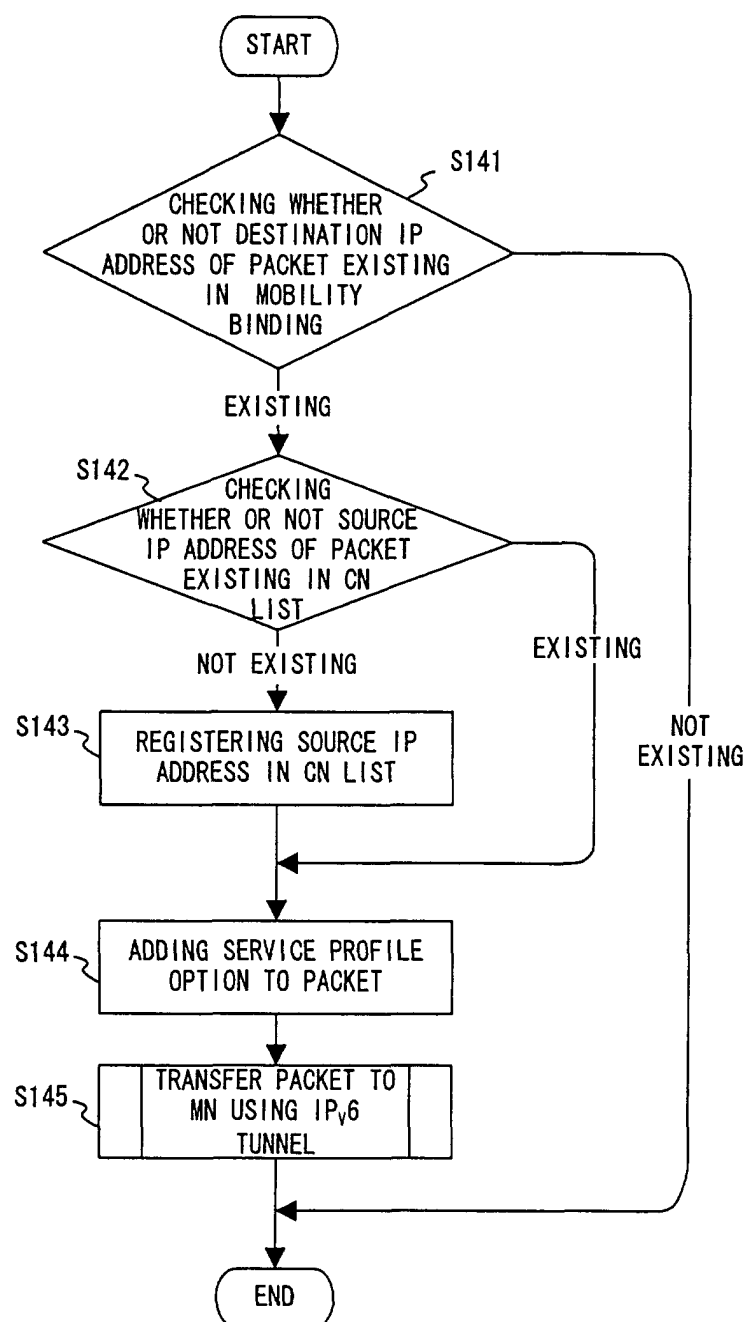 START
S141
CHECKING WHETHER
OR NOT DESTINATION IP
ADDRESS OF PACKET EXISTING
IN MOBILITY
BINDING
EXISTING
S142
CHECKING
WHETHER OR NOT SOURCE
IP ADDRESS OF PACKET
EXISTING IN CN
LIST
EXISTING
NOT EXISTING
NOT
EXISTING
S143
REGISTERING SOURCE IP
ADDRESS IN CN LIST
S144
ADDING SERVICE PROFILE
OPTION TO PACKET
S145
TRANSFER PACKET TO
MN USING IPv6
TUNNEL
END